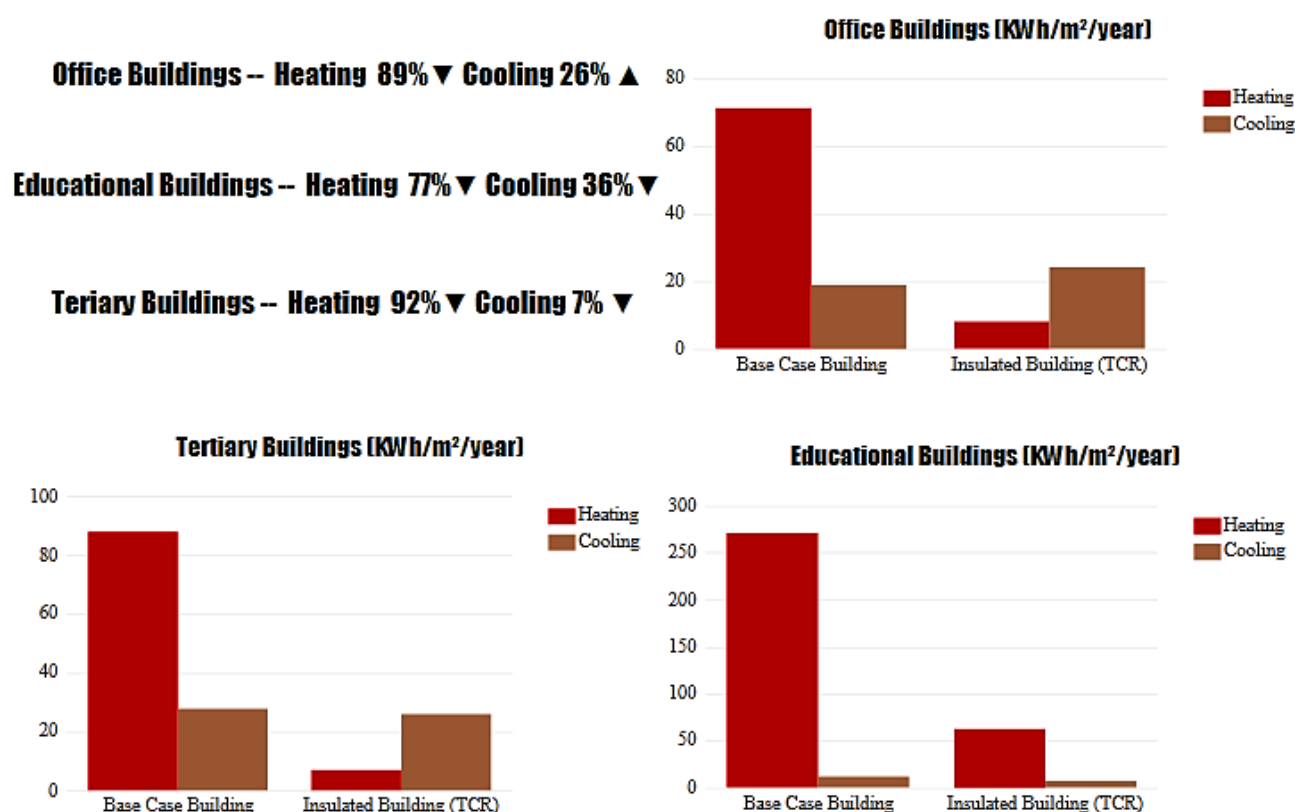 Office Buildings -- Heating 89% ▼ Cooling 26% ▲
Educational Buildings -- Heating 77% ▼ Cooling 36% ▼
Teriary Buildings -- Heating 92% ▼ Cooling 7% ▼
Office Buildings (KWh/m²/year)
80
60
40
20
0
Base Case Building
Insulated Building (TCR)
Heating
Cooling
Tertiary Buildings (KWh/m²/year)
100
80
60
40
20
0
Base Case Building
Insulated Building (TCR)
Heating
Cooling
Educational Buildings (KWh/m²/year)
300
250
200
150
100
50
0
Base Case Building
Insulated Building (TCR)
Heating
Cooling